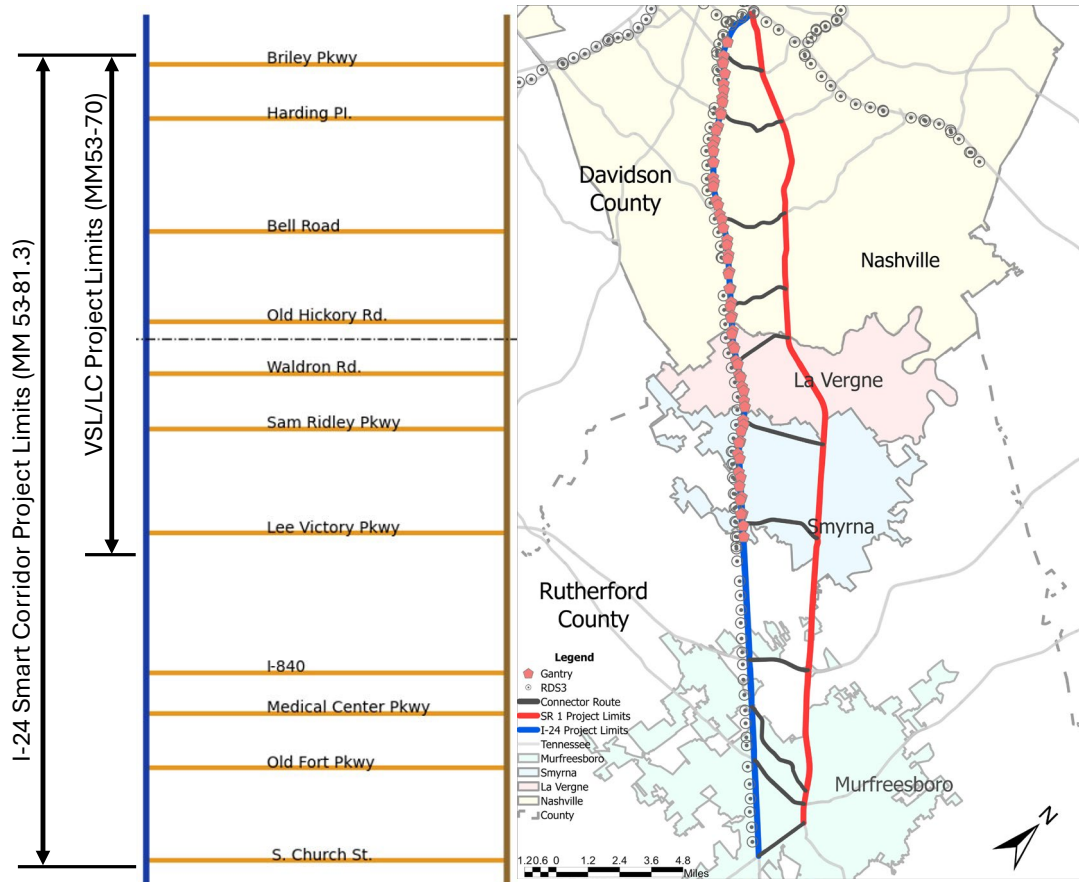 I-24 Smart Corridor Project Limits (MM 53-81.3)
VSL/LC Project Limits (MM53-70)
Briley Pkwy
Harding Pl.
Bell Road
Old Hickory Rd.
Waldron Rd.
Sam Ridley Pkwy
Lee Victory Pkwy
I-840
Medical Center Pkwy
Old Fort Pkwy
S. Church St.
Davidson
County
Nashville
La Vergne
Smyrna
Rutherford
County
Murfreesboro
Legend
Gantry
RDS3
Connector Route
SR 1 Project Limits
I-24 Project Limits
Tennessee
Murfreesboro
Smyrna
La Vergne
Nashville
County
1.20.6 0 1.2 2.4 3.6 4.8
Miles
N